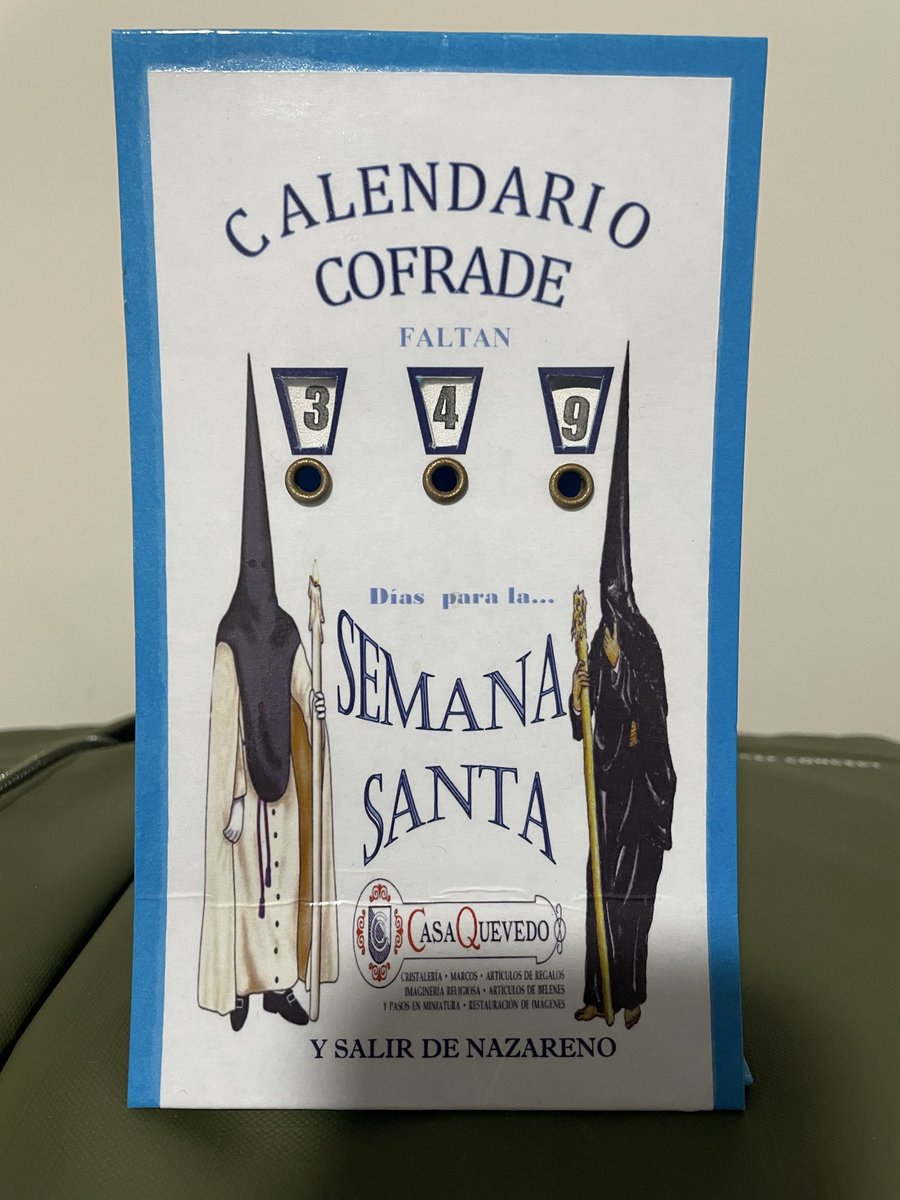 CALENDARIO
COFRADE
FALTAN
3 4 9
Días para la...
SEMANA
SANTA
CASAQUEVEDO
CRISTALERÍA • MARCOS • ARTÍCULOS DE REGALOS
IMAGINERÍA RELIGIOSA • ARTÍCULOS DE BELENES
Y PASOS EN MINIATURA • RESTAURACIÓN DE IMÁGENES
Y SALIR DE NAZARENO
CONCEPT